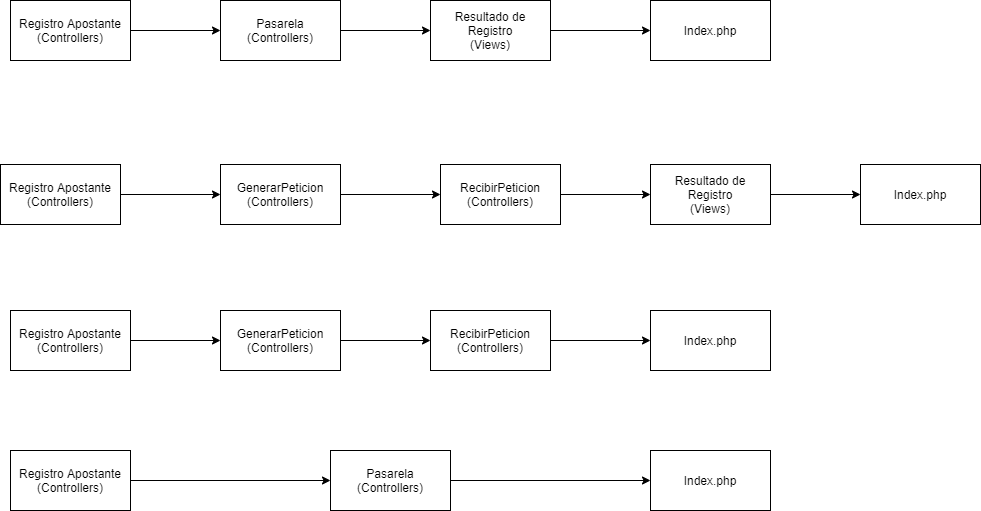 Registro Apostante
(Controllers)
Pasarela
(Controllers)
Resultado de
Registro
(Views)
Index.php
Registro Apostante
(Controllers)
GenerarPeticion
(Controllers)
RecibirPeticion
(Controllers)
Resultado de
Registro
(Views)
Index.php
Registro Apostante
(Controllers)
GenerarPeticion
(Controllers)
RecibirPeticion
(Controllers)
Index.php
Registro Apostante
(Controllers)
Pasarela
(Controllers)
Index.php